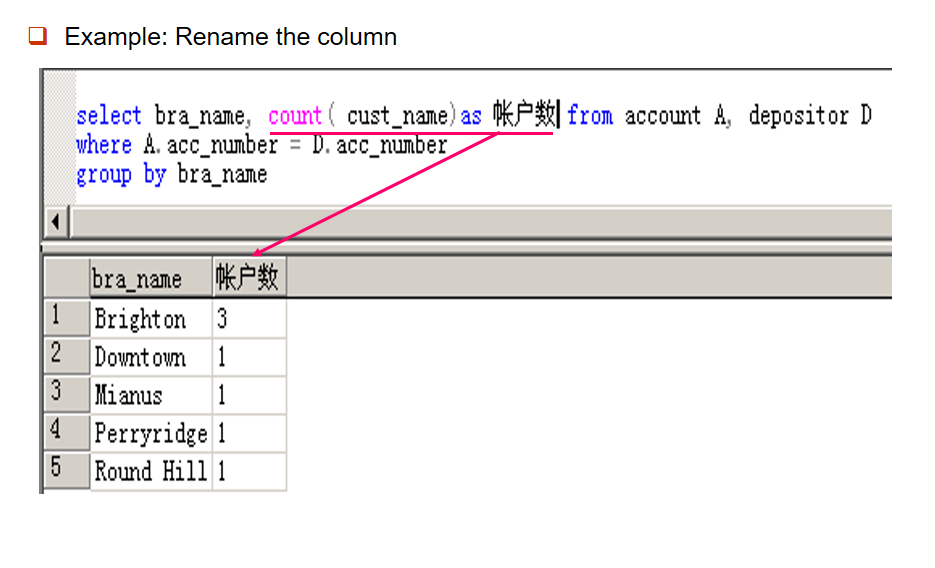 Example: Rename the column
select bra_name, count( cust_name)as 帐户数 from account A, depositor D
where A.acc_number = D.acc_number
group by bra_name
bra_name 帐户数
1 Brighton 3
2 Downtown 1
3 Mianus 1
4 Perryridge 1
5 Round Hill 1